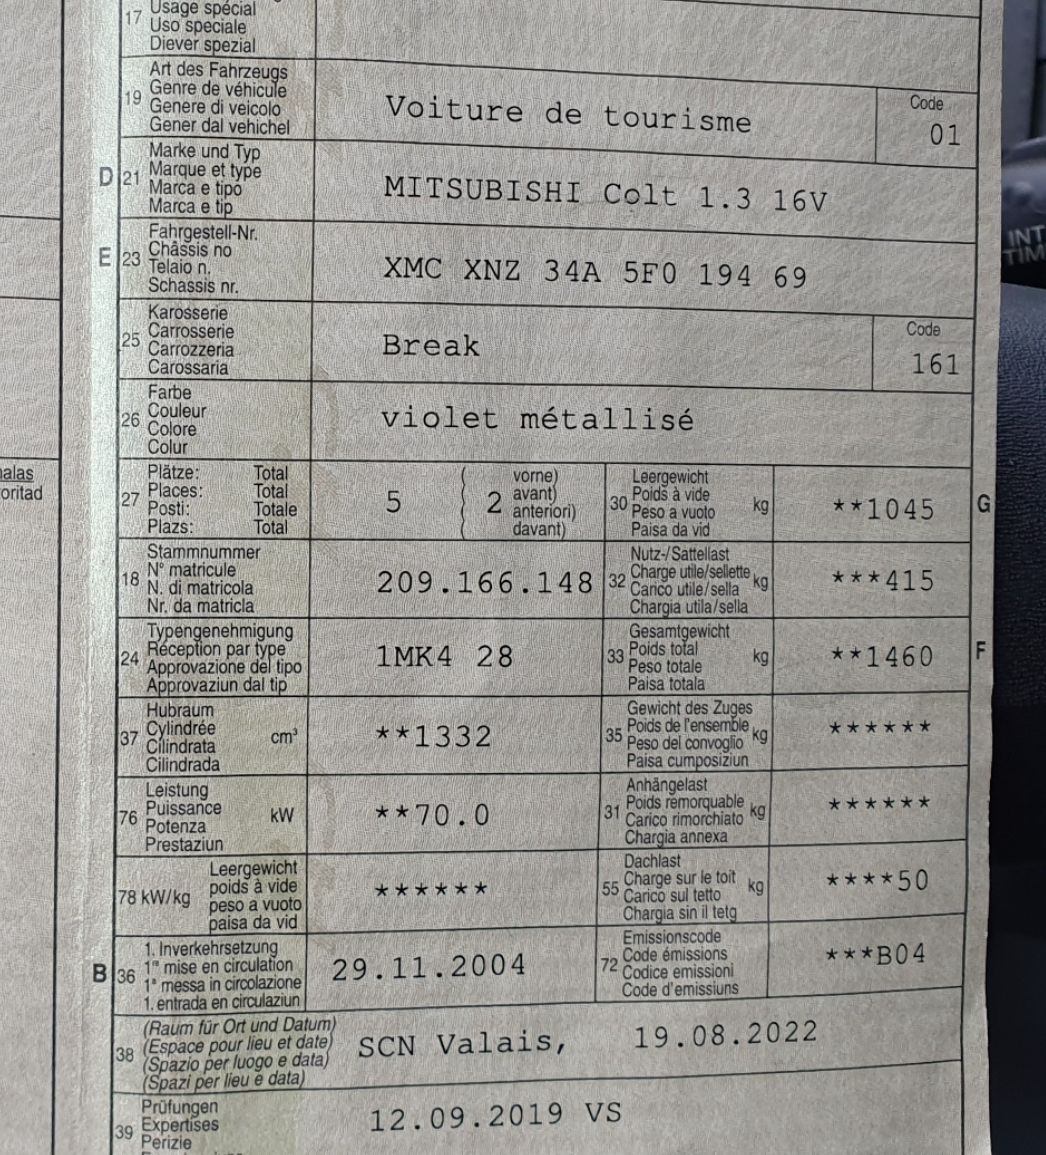 17 Usage spécial
Uso speciale
Diever spezial
19 Art des Fahrzeugs
Genre de véhicule
Genere di veicolo
Gener dal vehichel
Voiture de tourisme
Code
01
D 21 Marke und Typ
Marque et type
Marca e tipo
Marca e tip
MITSUBISHI Colt 1.3 16V
E 23 Fahrgestell-Nr.
Châssis no
Telaio n.
Schassis nr.
XMC XNZ 34A 5F0 194 69
INT
TIM
25 Karosserie
Carrosserie
Carrozzeria
Carossaria
Break
Code
161
26 Farbe
Couleur
Colore
Colur
violet métallisé
alas
oritad
27 Plätze: Total
Places: Total
Posti: Totale
Plazs: Total
5 ( 2 vorne)
avant)
anteriori)
davant)
30 Leergewicht
Poids à vide kg
Peso a vuoto
Paisa da vid
**1045 G
18 Stammnummer
N° matricule
N. di matricola
Nr. da matricla
209.166.148
32 Nutz-/Sattellast
Charge utile/sellette kg
Carico utile/sella
Chargia utila/sella
***415
24 Typengenehmigung
Réception par type
Approvazione del tipo
Approvaziun dal tip
1MK4 28
33 Gesamtgewicht
Poids total kg
Peso totale
Paisa totala
**1460 F
37 Hubraum
Cylindrée cm³
Cilindrata
Cilindrada
**1332
35 Gewicht des Zuges
Poids de l'ensemble kg
Peso del convoglio
Paisa cumposiziun
******
76 Leistung
Puissance kW
Potenza
Prestaziun
**70.0
31 Anhängelast
Poids remorquable kg
Carico rimorchiato
Chargia annexa
******
78 kW/kg Leergewicht
poids à vide
peso a vuoto
paisa da vid
******
55 Dachlast
Charge sur le toit kg
Carico sul tetto
Chargia sin il tetg
****50
B 36 1. Inverkehrsetzung
1re mise en circulation
1a messa in circolazione
1. entrada en circulaziun
29.11.2004
72 Emissionscode
Code émissions
Codice emissioni
Code d'emissiuns
***B04
38 (Raum für Ort und Datum)
(Espace pour lieu et date)
(Spazio per luogo e data)
(Spazi per lieu e data)
SCN Valais, 19.08.2022
39 Prüfungen
Expertises
Perizie
12.09.2019 VS